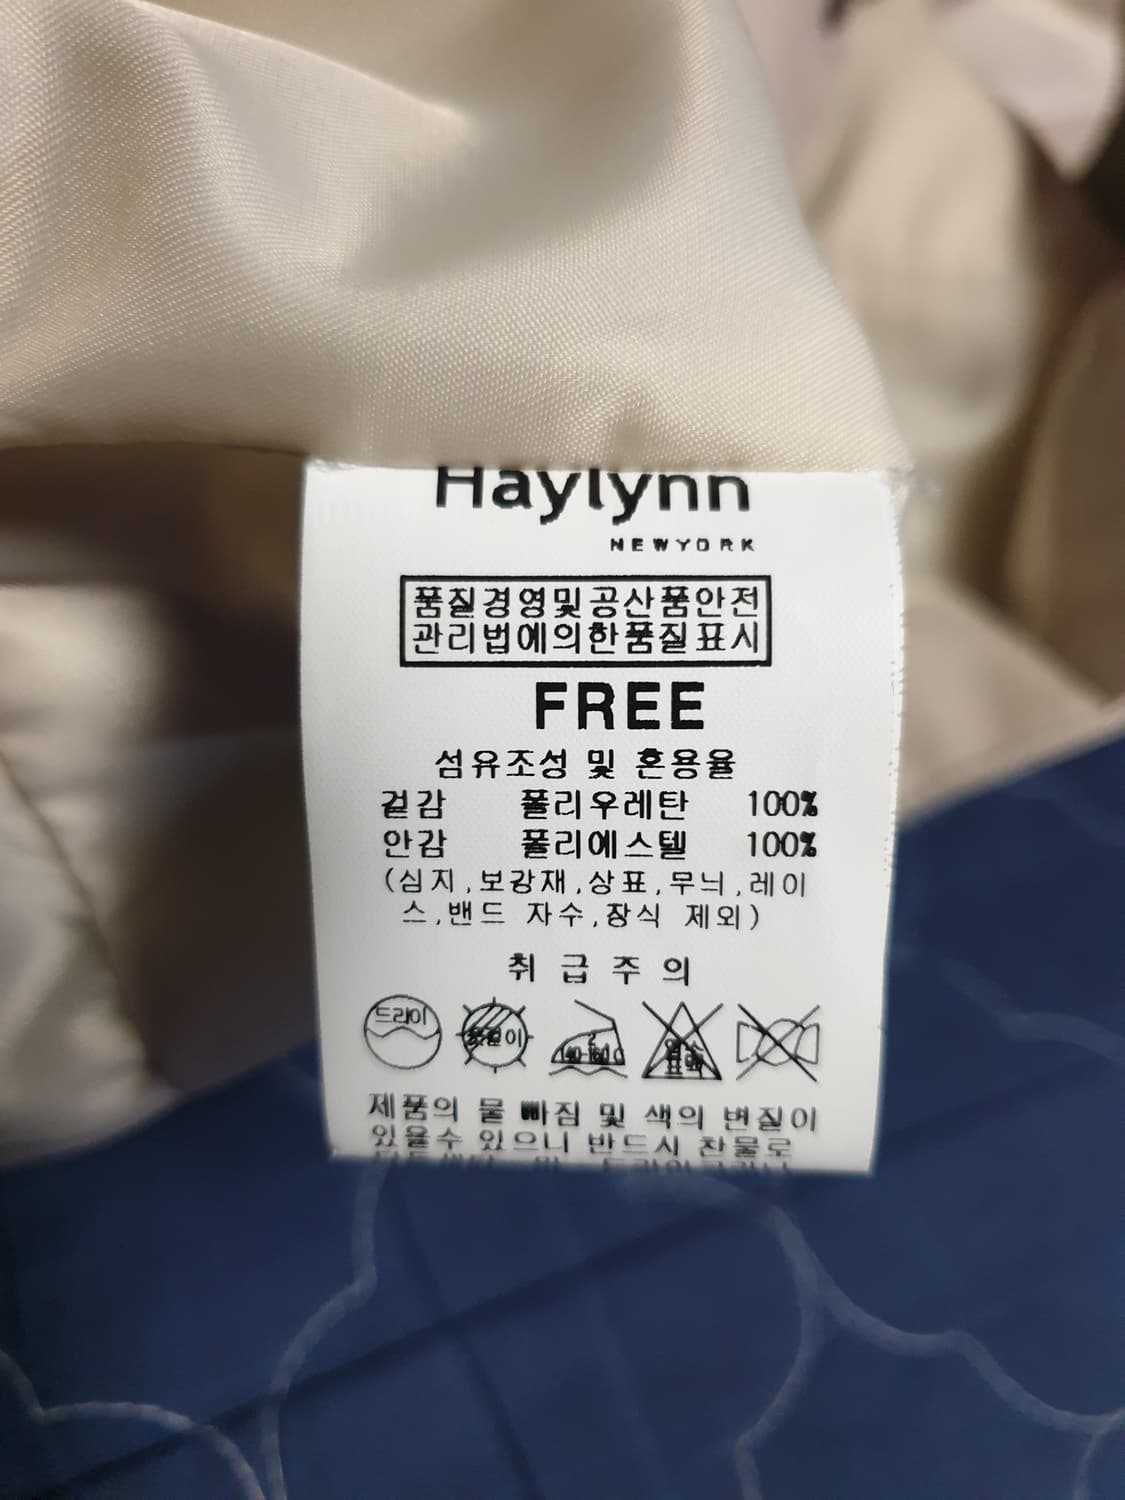 Haylynn
NEWYORK
품질경영및공산품안전
관리법에의한품질표시
FREE
섬유조성 및 혼용율
겉감 폴리우레탄 100%
안감 폴리에스텔 100%
(심지,보강재,상표,무늬,레이
스,밴드 자수,장식 제외)
취급주의
드라이
2
140-160℃
제품의 물 빠짐 및 색의 변질이
있을수 있으니 반드시 찬물로